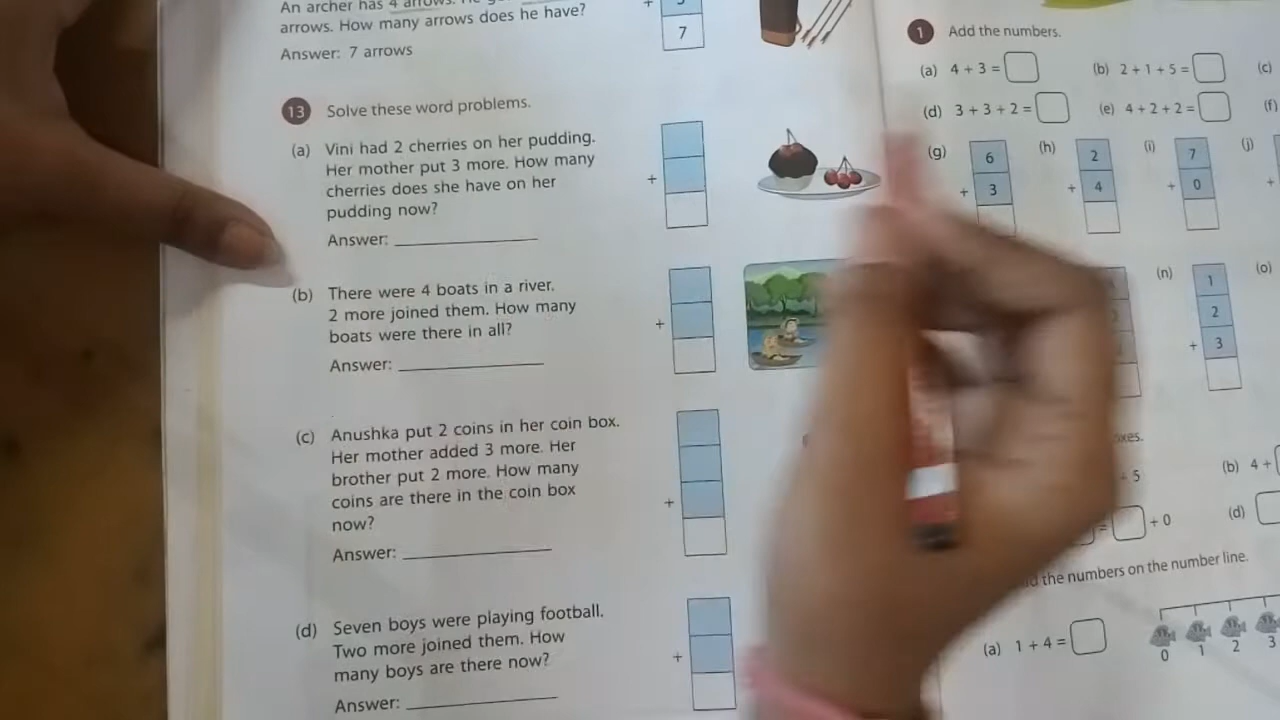 An archer has 4 arrows. He
arrows. How many arrows does he have?
Answer: 7 arrows
+
7
13 Solve these word problems.
(a) Vini had 2 cherries on her pudding.
Her mother put 3 more. How many
cherries does she have on her
pudding now?
Answer:
+
(b) There were 4 boats in a river.
2 more joined them. How many
boats were there in all?
Answer:
+
(c) Anushka put 2 coins in her coin box.
Her mother added 3 more. Her
brother put 2 more. How many
coins are there in the coin box
now?
Answer:
+
(d) Seven boys were playing football.
Two more joined them. How
many boys are there now?
Answer:
+
1 Add the numbers.
(a) 4 + 3 = (b) 2 + 1 + 5 = (c)
(d) 3 + 3 + 2 = (e) 4 + 2 + 2 = (f)
(g) 6 (h) 2 (i) 7 (j)
+ 3 + 4 + 0 +
(n) 1 (o)
2
+ 3
+ 5 (b) 4 +
= + 0 (d)
the numbers on the number line.
(a) 1 + 4 =
0 1 2 3